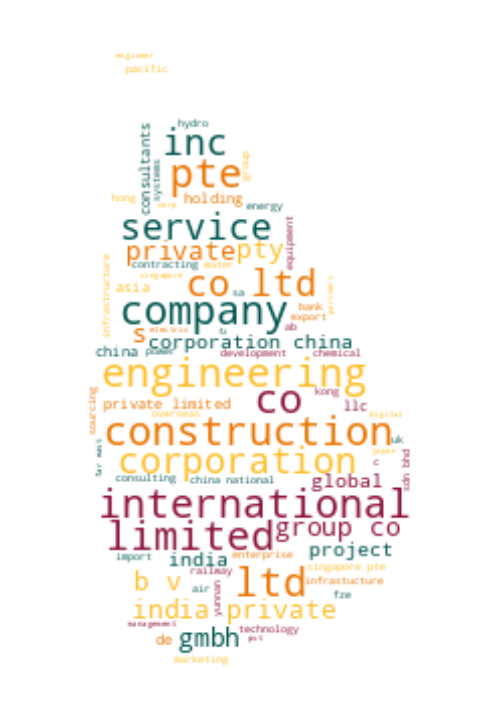 engineer
pacific
hydro
inc
consultants
systems
group
pte
hong
holding
corp
energy
service
equipment
private
pty
contracting
water
infrastructure
singapore
co ltd
partners
asia
sa
company
bank
export
s
electric
ab
corporation china
china
power
development
chemical
engineering
sourcing
co
kong
private limited
llc
overseas
digital
construction
uk
far east
corporation
japan
c
sdn bhd
consulting
china national
global
international
limited
group co
project
import
india
enterprise
railway
singapore pte
b v
air
ltd
infrastucture
yunnan
fze
india private
management
technology
de
gmbh
pvt
marketing